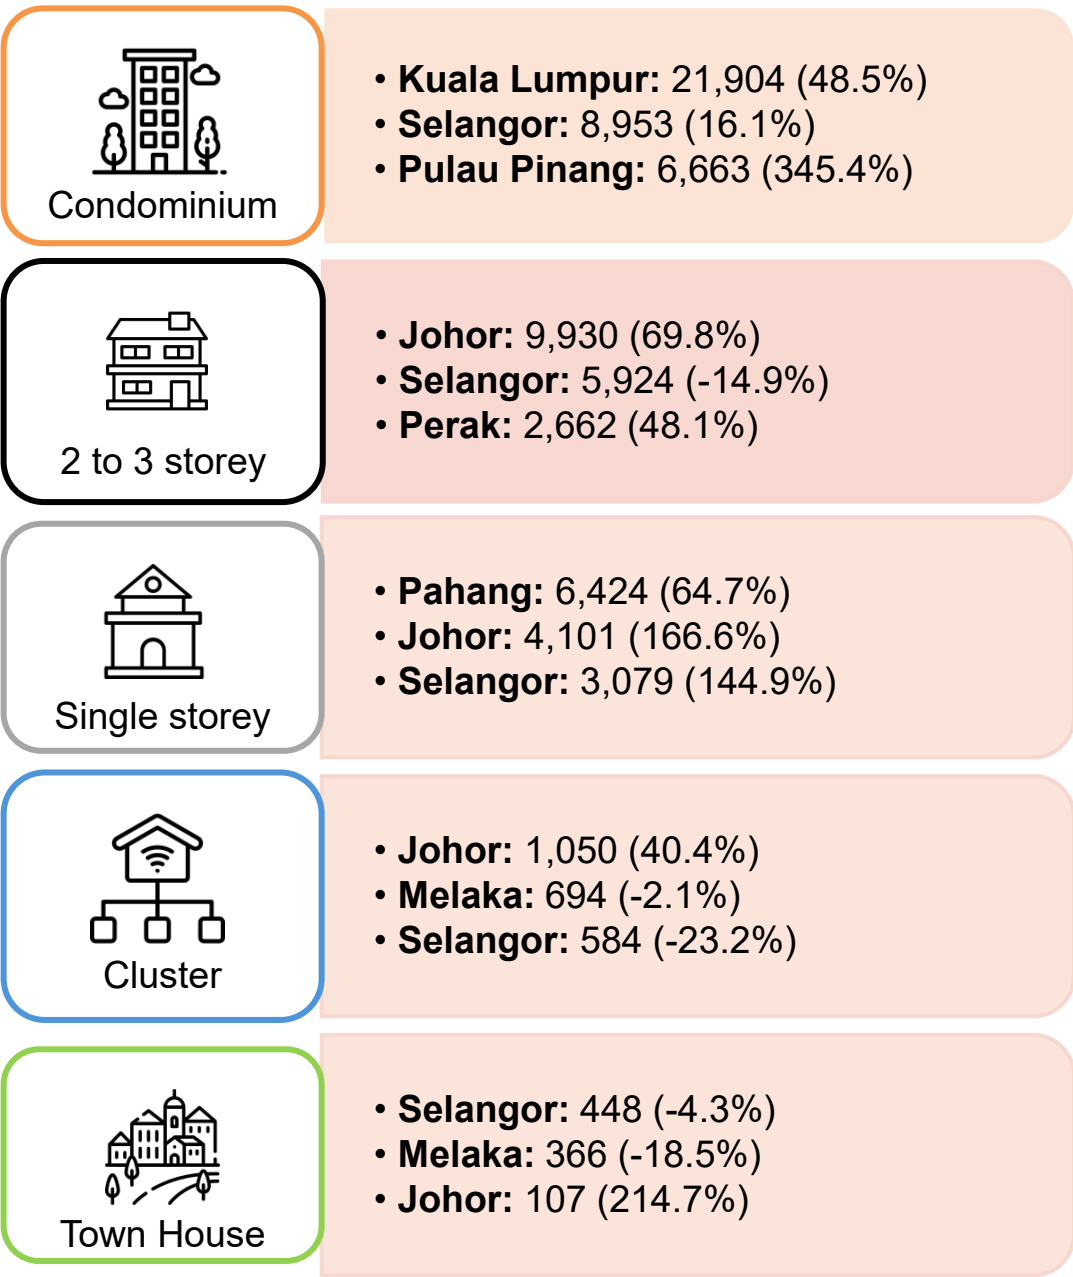 Condominium
• Kuala Lumpur: 21,904 (48.5%)
• Selangor: 8,953 (16.1%)
• Pulau Pinang: 6,663 (345.4%)
2 to 3 storey
• Johor: 9,930 (69.8%)
• Selangor: 5,924 (-14.9%)
• Perak: 2,662 (48.1%)
Single storey
• Pahang: 6,424 (64.7%)
• Johor: 4,101 (166.6%)
• Selangor: 3,079 (144.9%)
Cluster
• Johor: 1,050 (40.4%)
• Melaka: 694 (-2.1%)
• Selangor: 584 (-23.2%)
Town House
• Selangor: 448 (-4.3%)
• Melaka: 366 (-18.5%)
• Johor: 107 (214.7%)